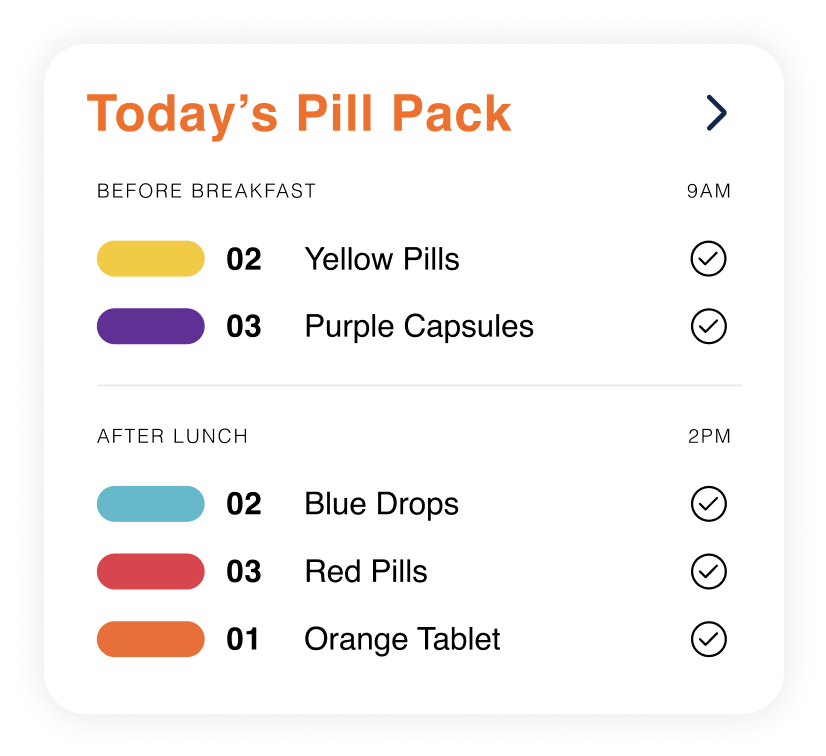 Today’s Pill Pack
BEFORE BREAKFAST 9AM
02 Yellow Pills
03 Purple Capsules
AFTER LUNCH 2PM
02 Blue Drops
03 Red Pills
01 Orange Tablet